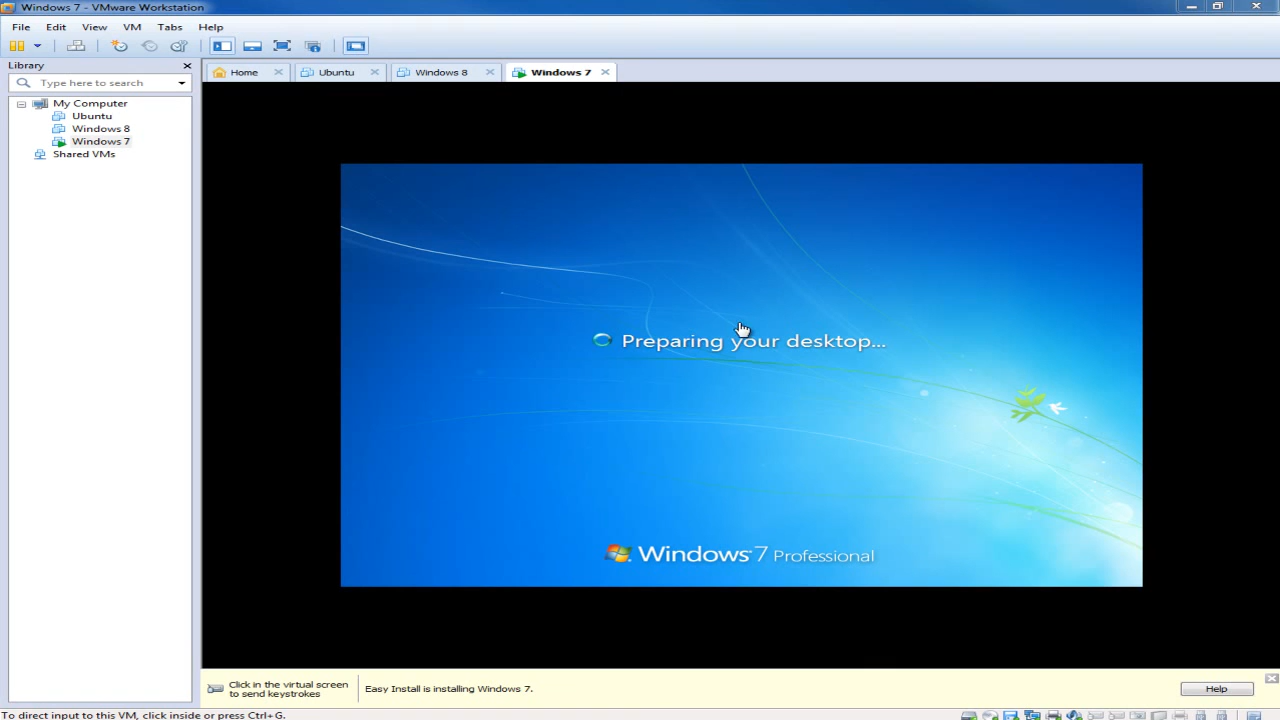 Windows 7 - VMware Workstation
File Edit View VM Tabs Help
Library
Type here to search
My Computer
Ubuntu
Windows 8
Windows 7
Shared VMs
Home Ubuntu Windows 8 Windows 7
Preparing your desktop...
Windows 7 Professional
Click in the virtual screen
to send keystrokes
Easy Install is installing Windows 7.
Help
To direct input to this VM, click inside or press Ctrl+G.